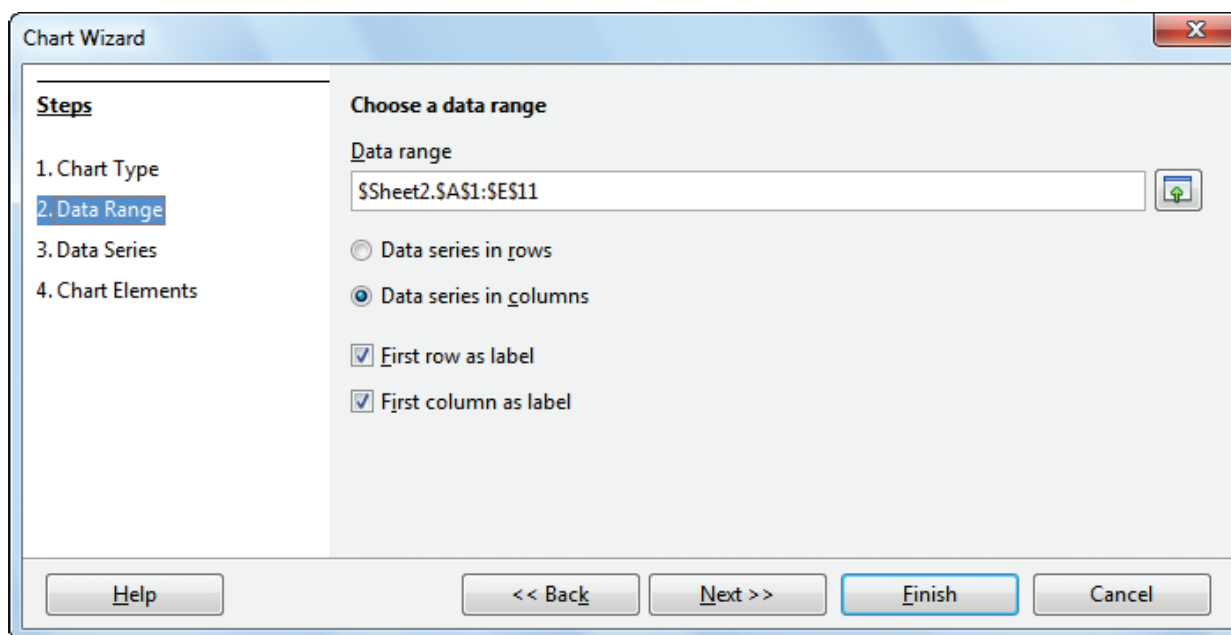 Chart Wizard
Steps
1. Chart Type
2. Data Range
3. Data Series
4. Chart Elements
Choose a data range
Data range
$Sheet2.$A$1:$E$11
Data series in rows
Data series in columns
First row as label
First column as label
Help
<< Back
Next >>
Finish
Cancel